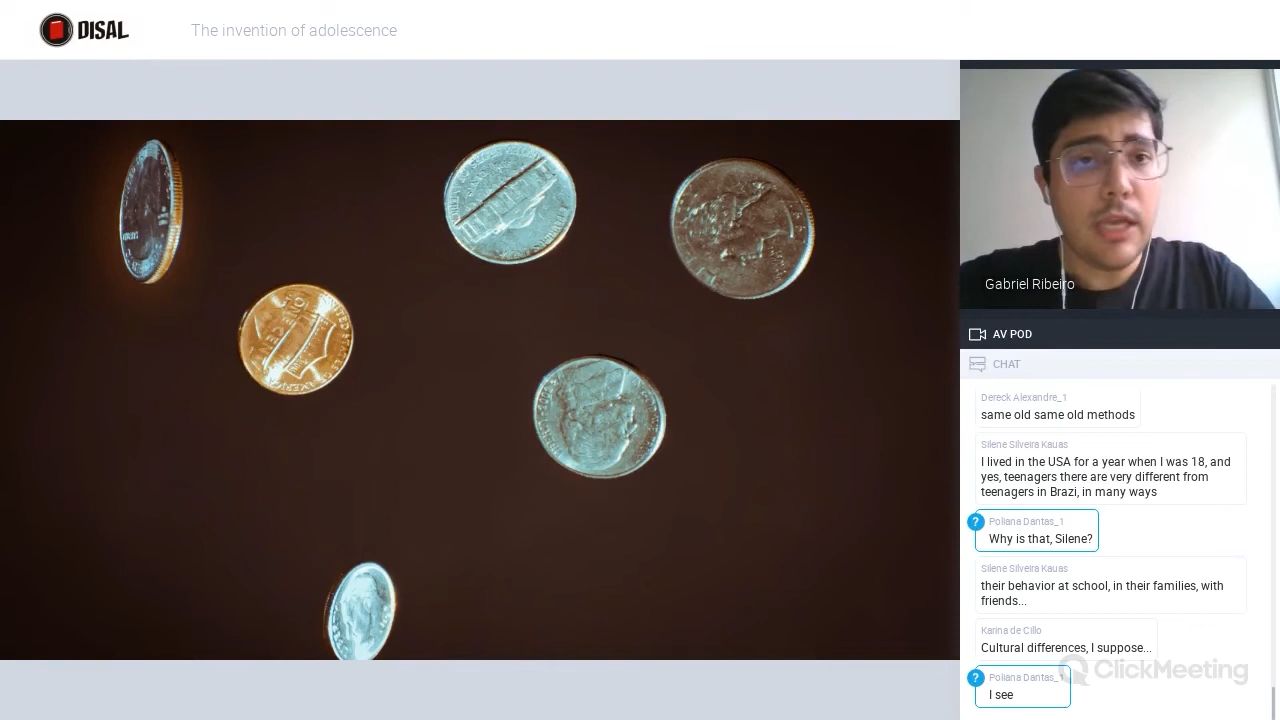 DISAL
The invention of adolescence
Gabriel Ribeiro
AV POD
CHAT
Dereck Alexandre_1
same old same old methods
Silene Silveira Kauas
I lived in the USA for a year when I was 18, and
yes, teenagers there are very different from
teenagers in Brazi, in many ways
?
Poliana Dantas_1
Why is that, Silene?
Silene Silveira Kauas
their behavior at school, in their families, with
friends...
Karina de Cillo
Cultural differences, I suppose...
ClickMeeting
?
Poliana Dantas_1
I see